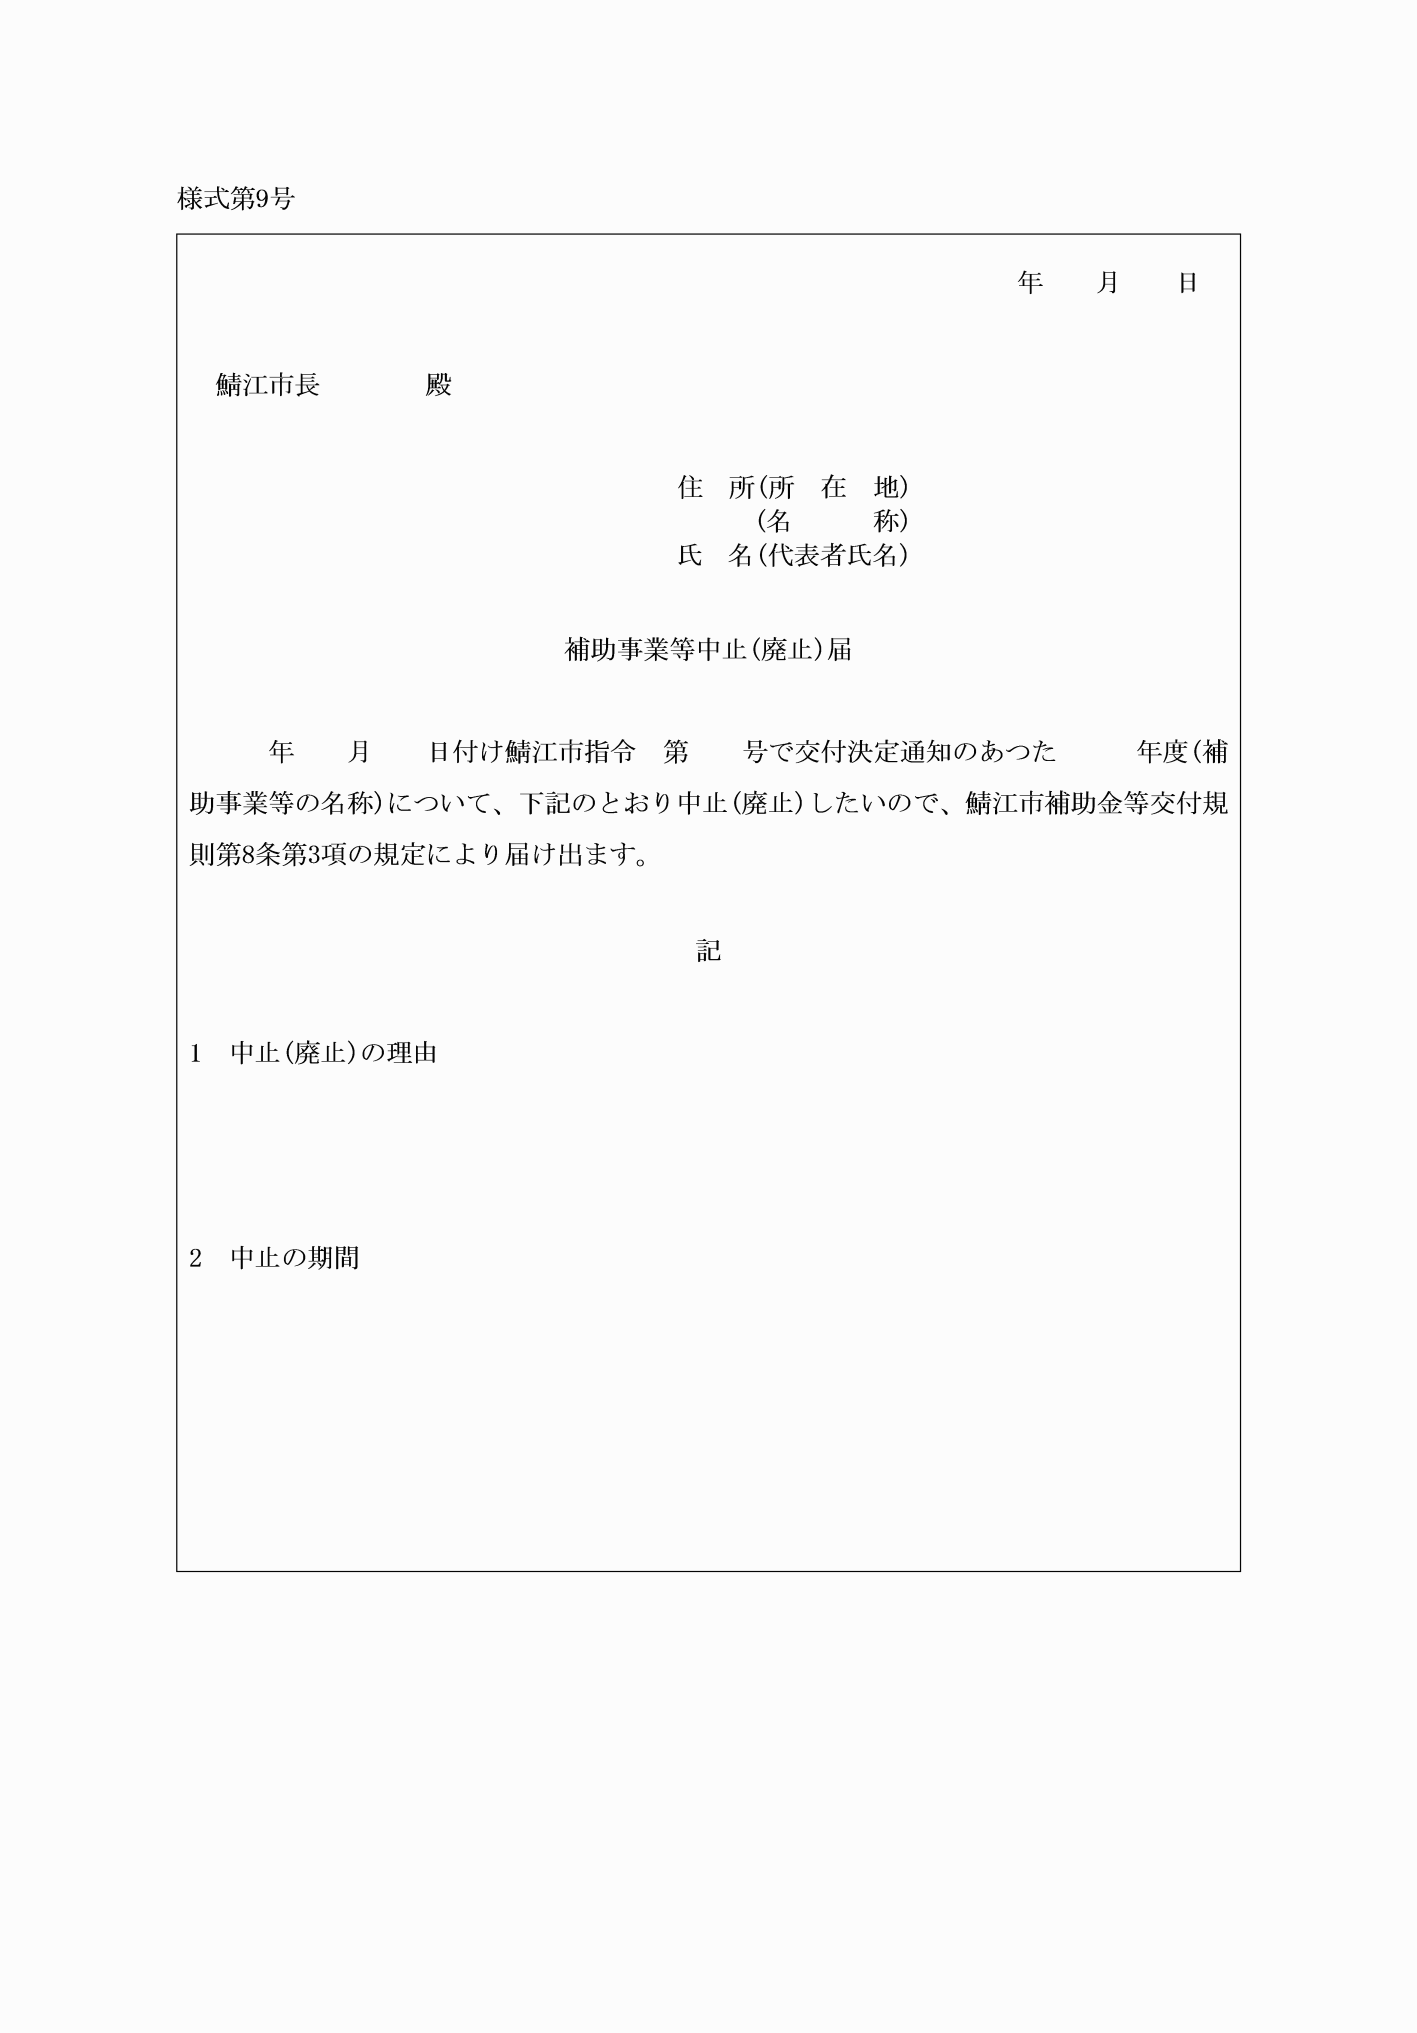 様式第9号
年　　月　　日
鯖江市長　　　　殿
住　所(所　在　地)
(名　　　称)
氏　名(代表者氏名)
補助事業等中止(廃止)届
年　　月　　日付け鯖江市指令　第　　号で交付決定通知のあつた　　　年度(補
助事業等の名称)について、下記のとおり中止(廃止)したいので、鯖江市補助金等交付規
則第8条第3項の規定により届け出ます。
記
1　中止(廃止)の理由
2　中止の期間